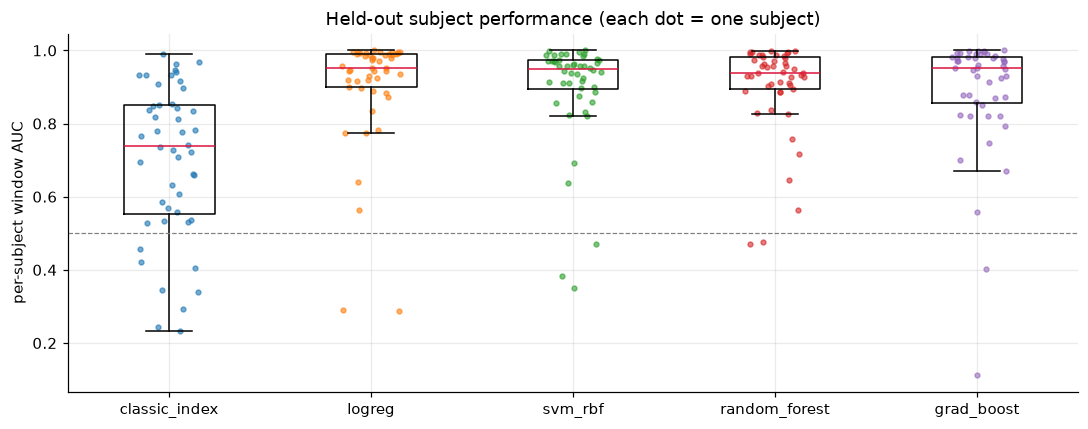 Held-out subject performance (each dot = one subject)
per-subject window AUC
1.0
0.8
0.6
0.4
0.2
classic_index
logreg
svm_rbf
random_forest
grad_boost